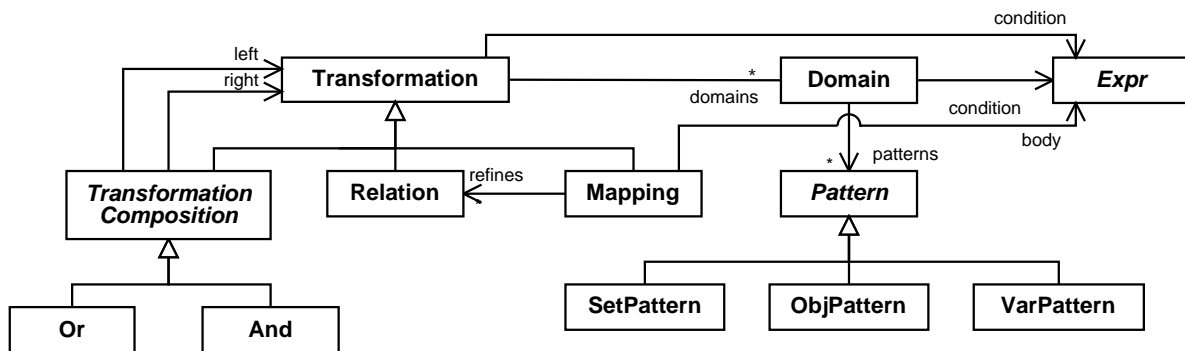 condition
left
Transformation
*
Domain
Expr
right
domains
condition
body
*
patterns
Transformation
Composition
Relation
refines
*
Mapping
Pattern
SetPattern
ObjPattern
VarPattern
Or
And